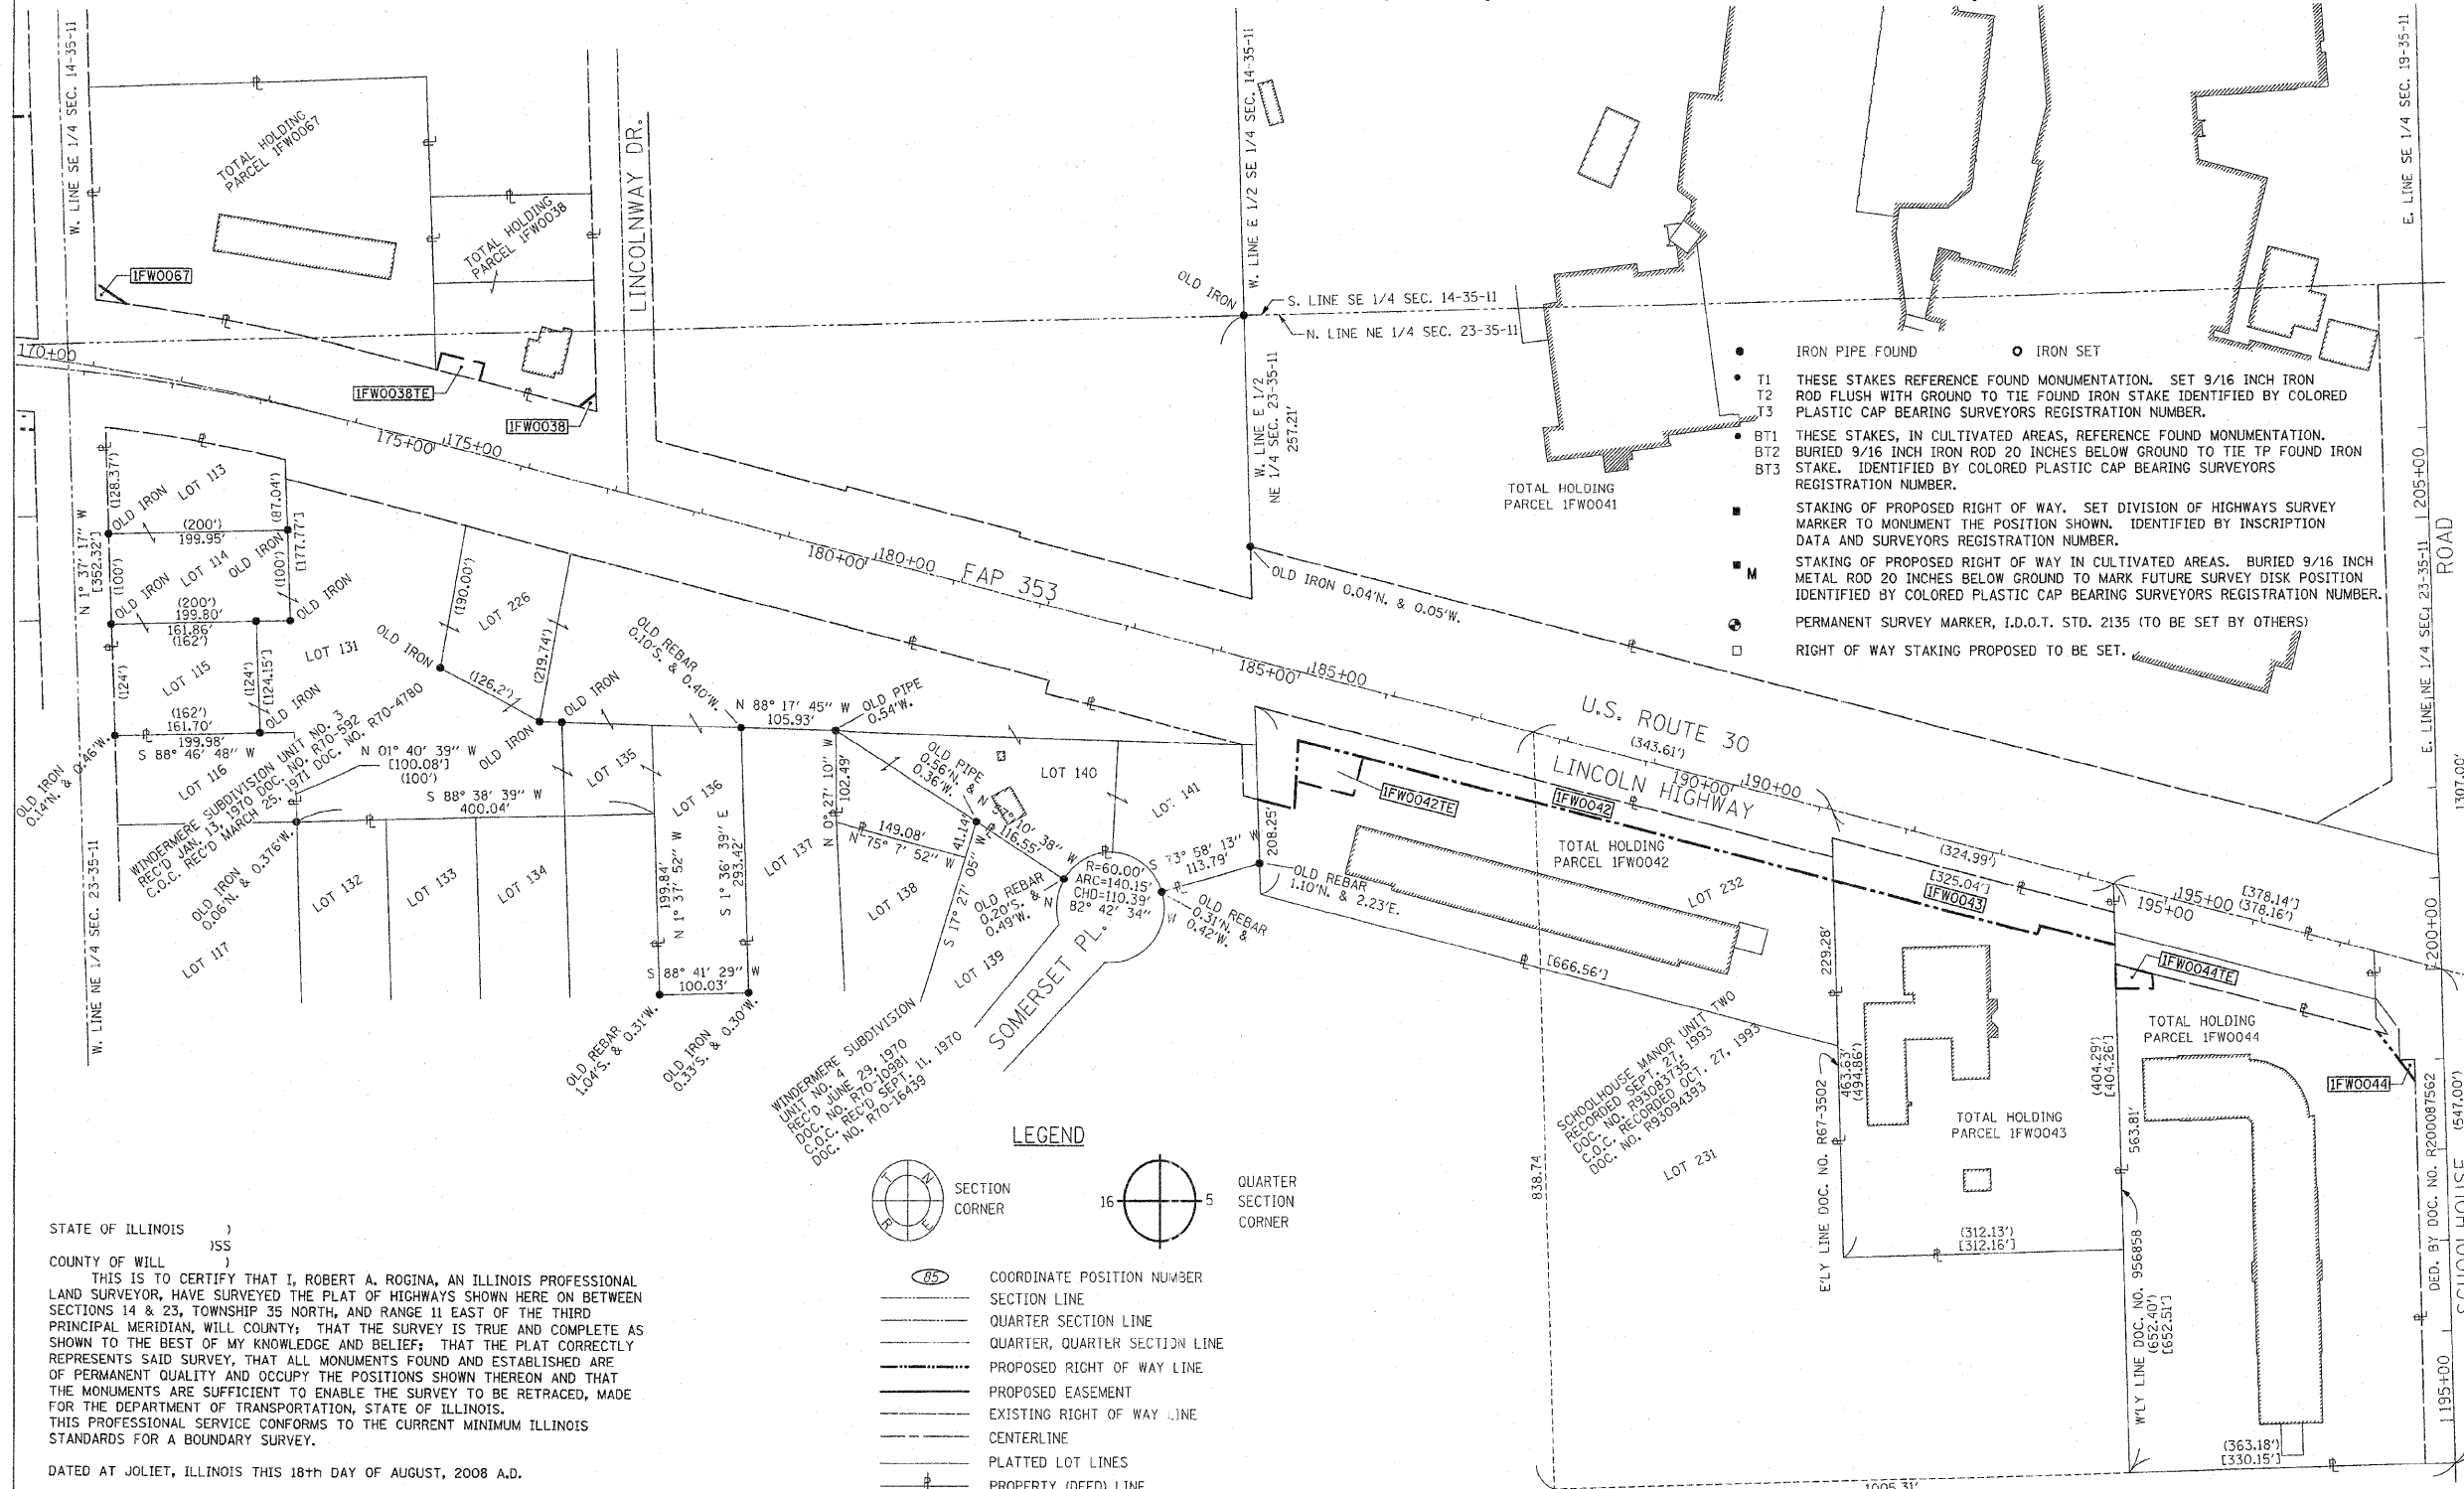 W. LINE SE 1/4 SEC. 14-35-11
TOTAL HOLDING
PARCEL 1FW0067
1FW0067
TOTAL HOLDING
PARCEL 1FW0038
LINCOLNWAY DR.
1FW0038TE
1FW0038
170+00
175+00
175+00
W. LINE E 1/2 SE 1/4 SEC. 14-35-11
OLD IRON
S. LINE SE 1/4 SEC. 14-35-11
N. LINE NE 1/4 SEC. 23-35-11
W. LINE E 1/2
NE 1/4 SEC. 23-35-11
257.21'
OLD IRON 0.04'N. & 0.05'W.
TOTAL HOLDING
PARCEL 1FW0041
E. LINE SE 1/4 SEC. 19-35-11
IRON PIPE FOUND
IRON SET
T1 THESE STAKES REFERENCE FOUND MONUMENTATION. SET 9/16 INCH IRON
T2 ROD FLUSH WITH GROUND TO TIE FOUND IRON STAKE IDENTIFIED BY COLORED
T3 PLASTIC CAP BEARING SURVEYORS REGISTRATION NUMBER.
BT1 THESE STAKES, IN CULTIVATED AREAS, REFERENCE FOUND MONUMENTATION.
BT2 BURIED 9/16 INCH IRON ROD 20 INCHES BELOW GROUND TO TIE TP FOUND IRON
BT3 STAKE. IDENTIFIED BY COLORED PLASTIC CAP BEARING SURVEYORS
REGISTRATION NUMBER.
STAKING OF PROPOSED RIGHT OF WAY. SET DIVISION OF HIGHWAYS SURVEY
MARKER TO MONUMENT THE POSITION SHOWN. IDENTIFIED BY INSCRIPTION
DATA AND SURVEYORS REGISTRATION NUMBER.
STAKING OF PROPOSED RIGHT OF WAY IN CULTIVATED AREAS. BURIED 9/16 INCH
M METAL ROD 20 INCHES BELOW GROUND TO MARK FUTURE SURVEY DISK POSITION
IDENTIFIED BY COLORED PLASTIC CAP BEARING SURVEYORS REGISTRATION NUMBER.
PERMANENT SURVEY MARKER, I.D.O.T. STD. 2135 (TO BE SET BY OTHERS)
RIGHT OF WAY STAKING PROPOSED TO BE SET.
205+00
E. LINE 1/4 SEC. 23-35-11
ROAD
1307.00'
200+00
180+00
180+00
FAP 353
185+00
185+00
U.S. ROUTE 30
(343.61')
LINCOLN HIGHWAY
190+00
190+00
(324.99')
[325.04']
195+00
195+00
[378.14']
(378.16')
N 1° 37' 17" W
[352.32']
(128.37')
OLD IRON
LOT 113
(87.04')
[177.77']
(200')
199.95'
LOT 114
OLD IRON
(100')
(100')
OLD IRON
OLD IRON
(200')
199.80'
161.86'
(162')
LOT 115
LOT 131
(124')
(124')
[124.15']
OLD IRON
(162')
161.70'
199.98'
S 88° 46' 48" W
OLD IRON
0.14'N. & 0.46'W.
LOT 116
WINDERMERE SUBDIVISION UNIT NO. 3
REC'D JAN. 13, 1970 DOC. NO. R70-592
C.O.C. REC'D MARCH 25, 1971 DOC. NO. R70-4780
N 01° 40' 39" W
[100.08']
(100')
S 88° 38' 39" W
400.04'
OLD IRON
0.06'N. & 0.376'W.
LOT 117
W. LINE NE 1/4 SEC. 23-35-11
LOT 132
LOT 133
LOT 134
OLD IRON
(190.00')
LOT 226
(126.2')
(219.74')
OLD IRON
OLD IRON
LOT 135
OLD REBAR
0.10'S. & 0.40'W.
N 88° 17' 45" W
105.93'
OLD PIPE
0.54'W.
LOT 136
199.84'
N 1° 37' 52" W
S 1° 36' 39" E
293.42'
S 88° 41' 29" W
100.03'
OLD REBAR
1.04'S. & 0.31'W.
OLD IRON
0.33'S. & 0.30'W.
LOT 137
N 0° 27' 10" W
102.49'
149.08'
N 75° 7' 52" W
LOT 138
OLD PIPE
0.56'N. &
0.36'W.
41.14'
S 17° 27' 05" W
116.55'
LOT 139
LOT 140
LOT 141
OLD REBAR
0.20'S. &
0.49'W.
R=60.00'
ARC=140.15'
CHD=110.39'
N 82° 42' 34" W
S 73° 58' 13" W
113.79'
OLD REBAR
0.31'N. &
0.42'W.
208.25'
OLD REBAR
1.10'N. & 2.23'E.
SOMERSET PL.
WINDERMERE SUBDIVISION
UNIT NO. 4
REC'D JUNE 29, 1970
DOC. NO. R70-10981
C.O.C. REC'D SEPT. 11, 1970
DOC. NO. R70-16439
1FW0042TE
1FW0042
TOTAL HOLDING
PARCEL 1FW0042
LOT 232
[666.56']
1FW0043
229.28'
SCHOOLHOUSE MANOR UNIT TWO
RECORDED SEPT. 27, 1993
DOC. NO. R93083735
C.O.C. RECORDED OCT. 27, 1993
DOC. NO. R93094393
LOT 231
838.74
E'LY LINE DOC. NO. R67-3502
463.63'
(494.86')
TOTAL HOLDING
PARCEL 1FW0043
(312.13')
[312.16']
(404.29')
[404.26']
563.81'
W'LY LINE DOC. NO. 956858
(652.40')
[652.51']
1FW0044TE
TOTAL HOLDING
PARCEL 1FW0044
1FW0044
(363.18')
[330.15']
1005.31'
DED. BY DOC. NO. R200087562
SCHOOLHOUSE
(547.00')
195+00
LEGEND
T N R E
SECTION
CORNER
16 5
QUARTER
SECTION
CORNER
85 COORDINATE POSITION NUMBER
SECTION LINE
QUARTER SECTION LINE
QUARTER, QUARTER SECTION LINE
PROPOSED RIGHT OF WAY LINE
PROPOSED EASEMENT
EXISTING RIGHT OF WAY LINE
CENTERLINE
PLATTED LOT LINES
PROPERTY (DEED) LINE
STATE OF ILLINOIS )
)SS
COUNTY OF WILL )
THIS IS TO CERTIFY THAT I, ROBERT A. ROGINA, AN ILLINOIS PROFESSIONAL
LAND SURVEYOR, HAVE SURVEYED THE PLAT OF HIGHWAYS SHOWN HERE ON BETWEEN
SECTIONS 14 & 23, TOWNSHIP 35 NORTH, AND RANGE 11 EAST OF THE THIRD
PRINCIPAL MERIDIAN, WILL COUNTY; THAT THE SURVEY IS TRUE AND COMPLETE AS
SHOWN TO THE BEST OF MY KNOWLEDGE AND BELIEF; THAT THE PLAT CORRECTLY
REPRESENTS SAID SURVEY, THAT ALL MONUMENTS FOUND AND ESTABLISHED ARE
OF PERMANENT QUALITY AND OCCUPY THE POSITIONS SHOWN THEREON AND THAT
THE MONUMENTS ARE SUFFICIENT TO ENABLE THE SURVEY TO BE RETRACED, MADE
FOR THE DEPARTMENT OF TRANSPORTATION, STATE OF ILLINOIS.
THIS PROFESSIONAL SERVICE CONFORMS TO THE CURRENT MINIMUM ILLINOIS
STANDARDS FOR A BOUNDARY SURVEY.
DATED AT JOLIET, ILLINOIS THIS 18th DAY OF AUGUST, 2008 A.D.